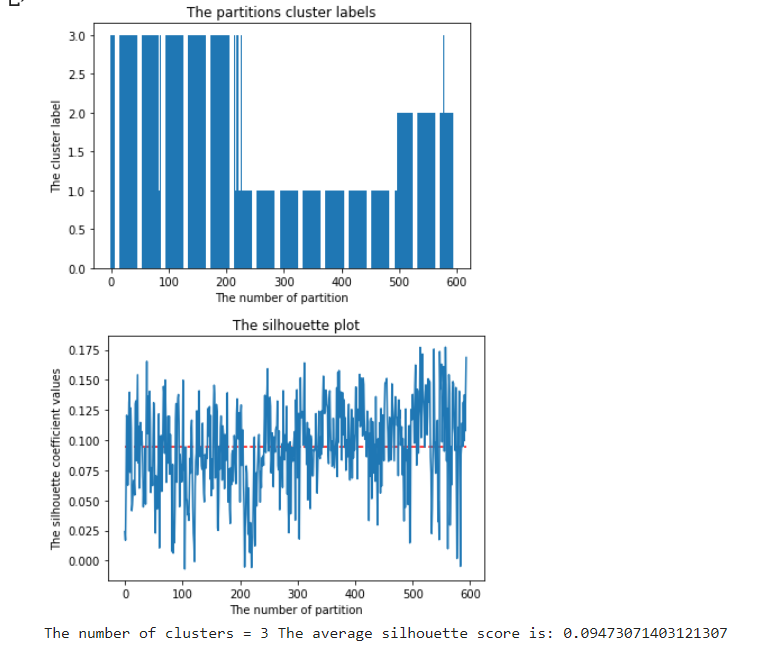 The partitions cluster labels
3.0
2.5
2.0
1.5
1.0
0.5
0.0
The cluster label
0 100 200 300 400 500 600
The number of partition
The silhouette plot
0.175
0.150
0.125
0.100
0.075
0.050
0.025
0.000
The silhouette coefficient values
0 100 200 300 400 500 600
The number of partition
The number of clusters = 3 The average silhouette score is: 0.09473071403121307